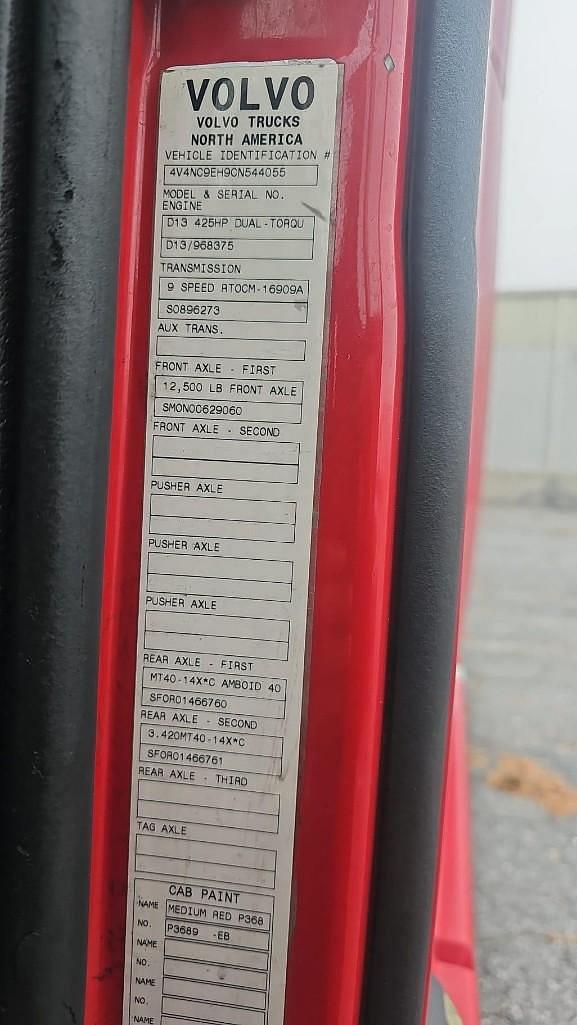 VOLVO
VOLVO TRUCKS
NORTH AMERICA
VEHICLE IDENTIFICATION #
4V4NC9EH9CN544055
MODEL & SERIAL NO.
ENGINE
D13 425HP DUAL-TORQU
D13/968375
TRANSMISSION
9 SPEED RTOCM-16909A
S0896273
AUX TRANS.
FRONT AXLE - FIRST
12,500 LB FRONT AXLE
SMON00629060
FRONT AXLE - SECOND
PUSHER AXLE
PUSHER AXLE
PUSHER AXLE
REAR AXLE - FIRST
MT40-14X*C AMBOID 40
SFOR01466760
REAR AXLE - SECOND
3.420MT40-14X*C
SFOR01466761
REAR AXLE - THIRD
TAG AXLE
CAB PAINT
NAME MEDIUM RED P368
NO. P3689 -EB
NAME
NO.
NAME
NO.
NAME